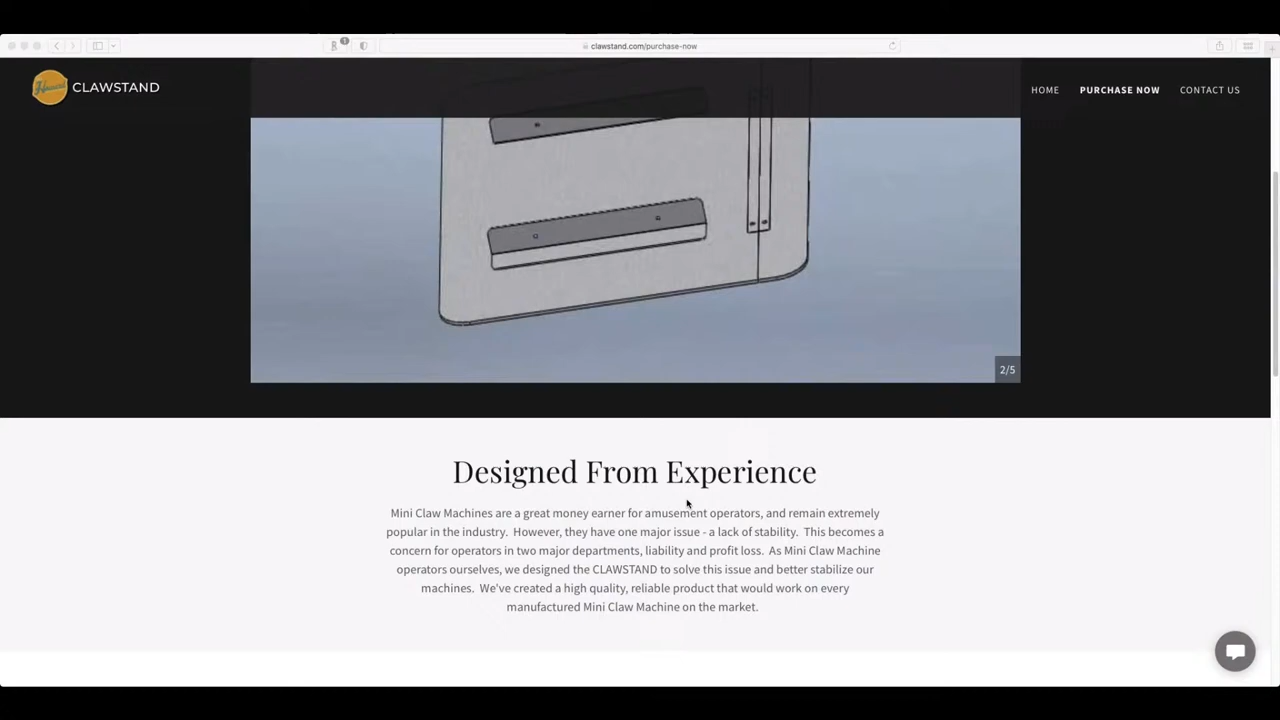 clawstand.com/purchase-now
CLAWSTAND
HOME
PURCHASE NOW
CONTACT US
2/5
Designed From Experience
Mini Claw Machines are a great money earner for amusement operators, and remain extremely
popular in the industry. However, they have one major issue - a lack of stability. This becomes a
concern for operators in two major departments, liability and profit loss. As Mini Claw Machine
operators ourselves, we designed the CLAWSTAND to solve this issue and better stabilize our
machines. We've created a high quality, reliable product that would work on every
manufactured Mini Claw Machine on the market.